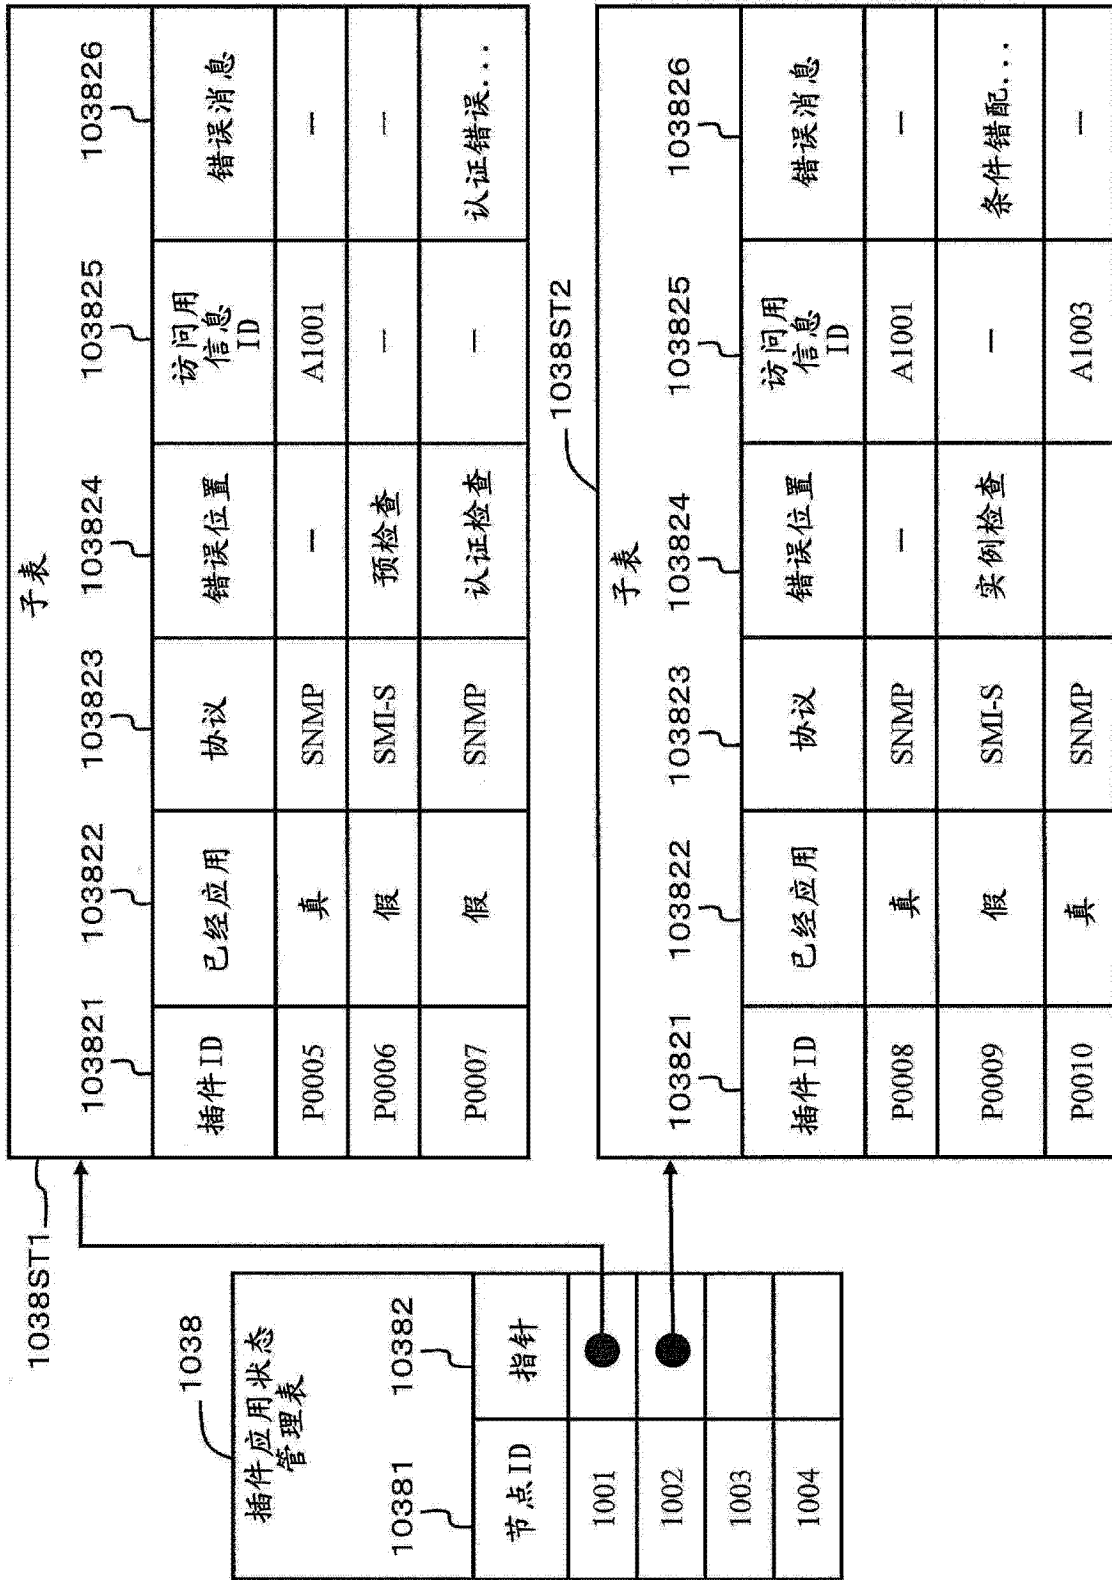 1038ST1
子表
103821 103822 103823 103824 103825 103826
插件ID 已经应用 协议 错误位置 访问用信息ID 错误消息
P0005 真 SNMP — A1001 —
P0006 假 SMI-S 预检查 — —
P0007 假 SNMP 认证检查 — 认证错误...
1038
插件应用状态
管理表
10381 10382
节点ID 指针
1001
1002
1003
1004
1038ST2
子表
103821 103822 103823 103824 103825 103826
插件ID 已经应用 协议 错误位置 访问用信息ID 错误消息
P0008 真 SNMP — A1001 —
P0009 假 SMI-S 实例检查 — 条件错配...
P0010 真 SNMP A1003 —